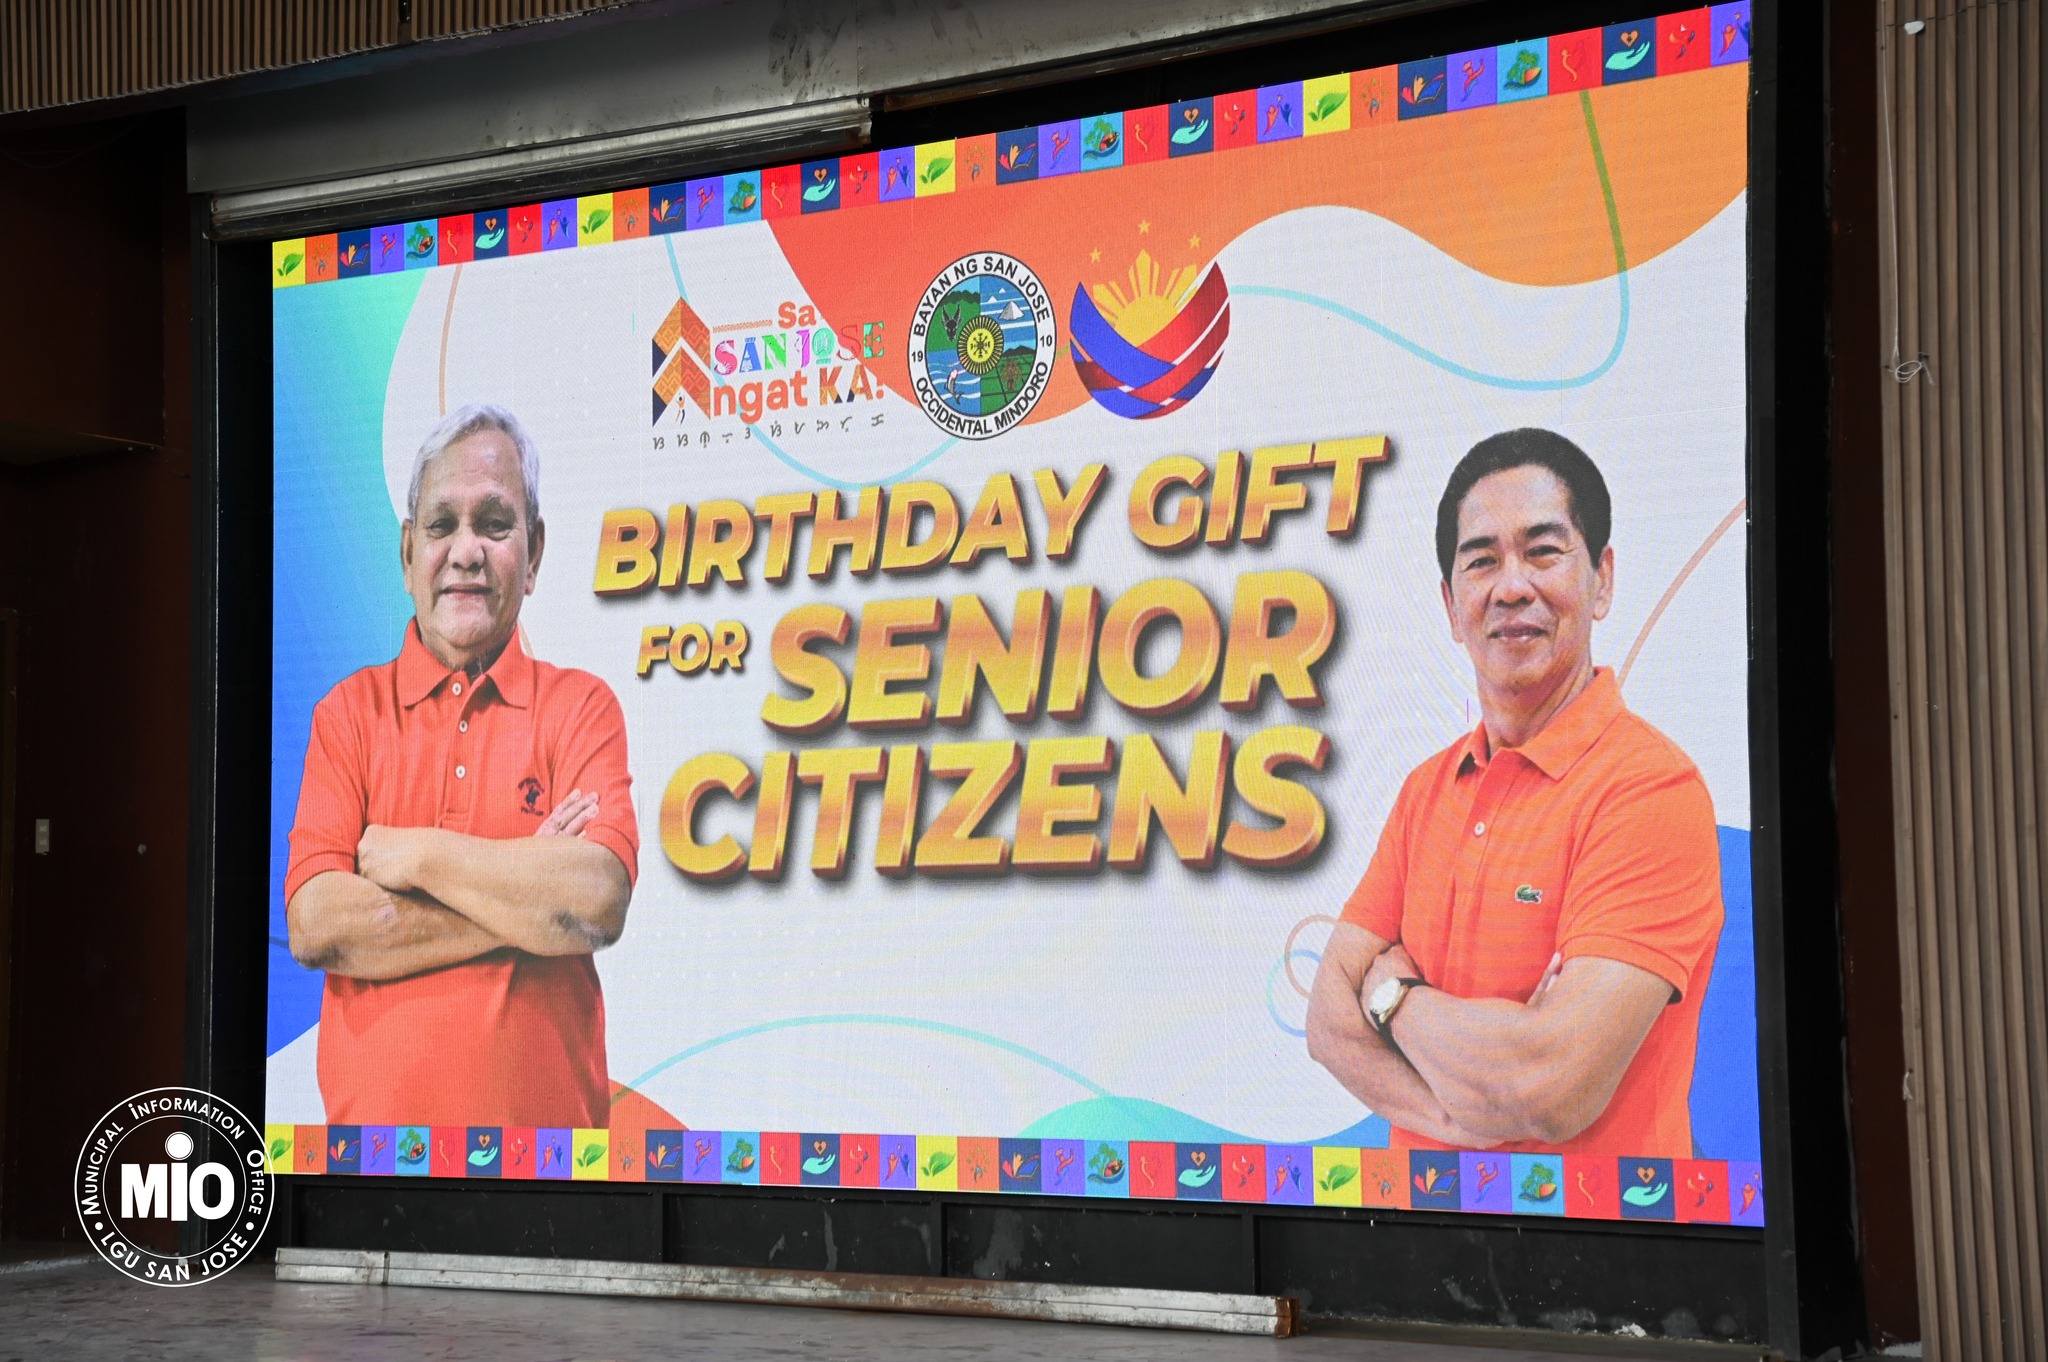 Sa
SAN JOSE
Angat KA!
ᜊᜊᜅ᜔
BAYAN NG SAN JOSE
19 10
OCCIDENTAL MINDORO
BIRTHDAY GIFT
FOR SENIOR
CITIZENS
MUNICIPAL INFORMATION OFFICE
MIO
• LGU SAN JOSE •